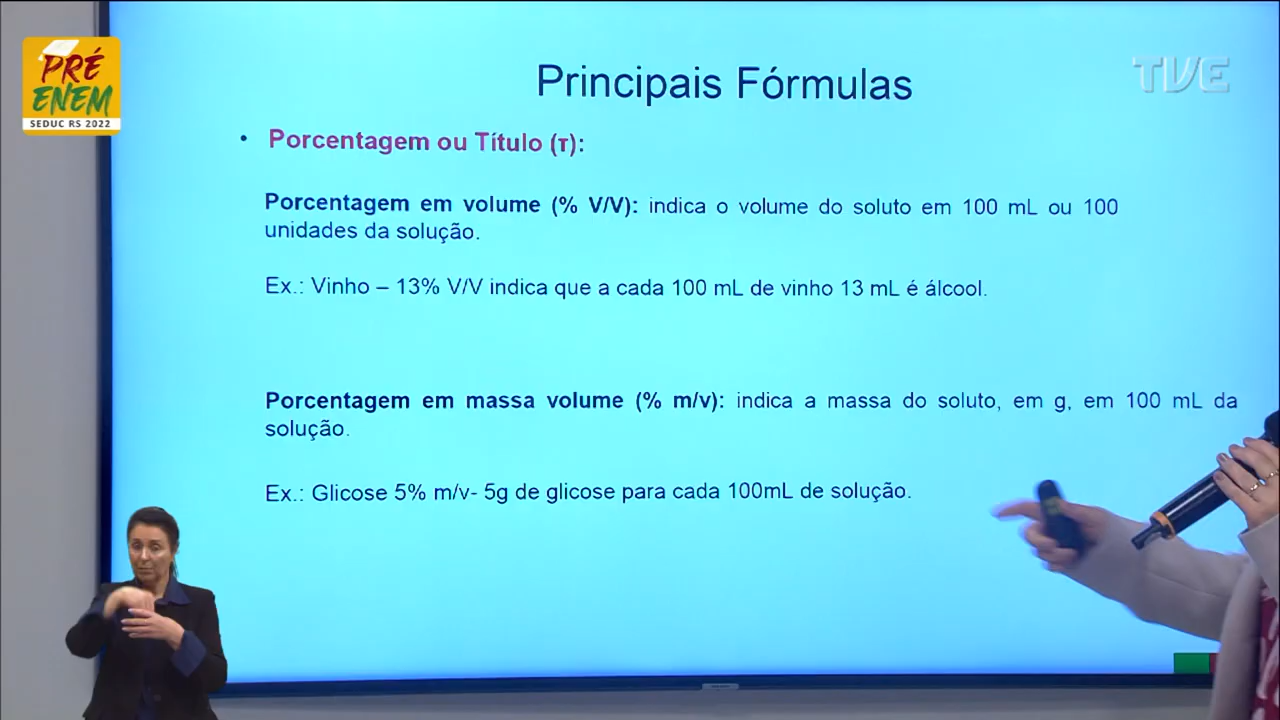 PRÉ
ENEM
SEDUC RS 2022
TVE
Principais Fórmulas
• Porcentagem ou Título (τ):
Porcentagem em volume (% V/V): indica o volume do soluto em 100 mL ou 100
unidades da solução.
Ex.: Vinho – 13% V/V indica que a cada 100 mL de vinho 13 mL é álcool.
Porcentagem em massa volume (% m/v): indica a massa do soluto, em g, em 100 mL da
solução.
Ex.: Glicose 5% m/v- 5g de glicose para cada 100mL de solução.